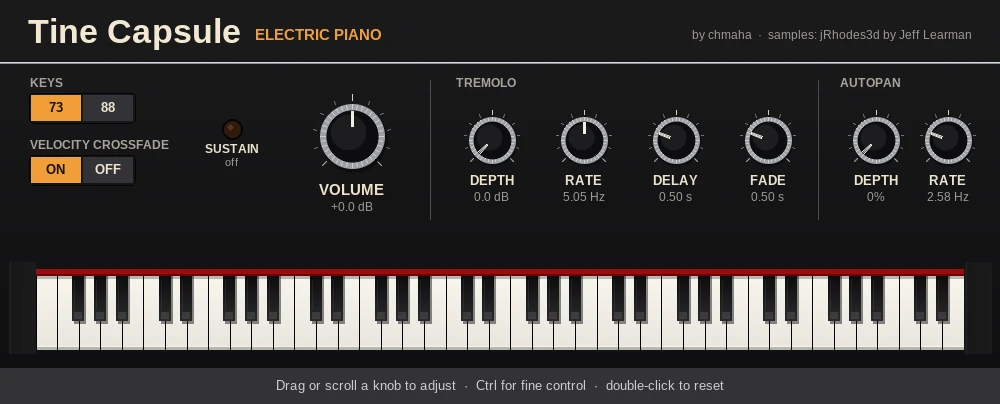 Tine Capsule ELECTRIC PIANO
by chmaha · samples: jRhodes3d by Jeff Learman
KEYS
73 88
VELOCITY CROSSFADE
ON OFF
SUSTAIN
off
VOLUME
+0.0 dB
TREMOLO
DEPTH RATE DELAY FADE
0.0 dB 5.05 Hz 0.50 s 0.50 s
AUTOPAN
DEPTH RATE
0% 2.58 Hz
Drag or scroll a knob to adjust · Ctrl for fine control · double-click to reset